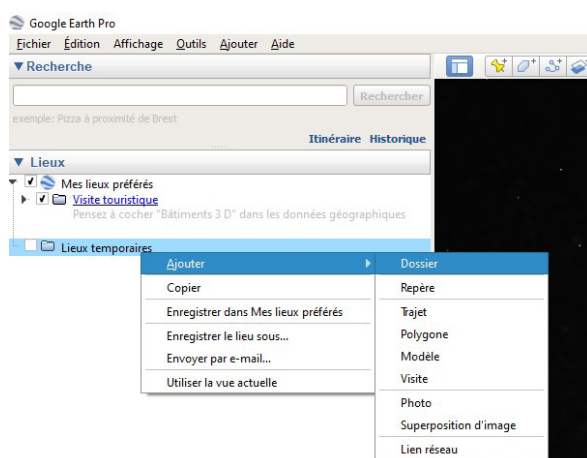 Google Earth Pro
Fichier Édition Affichage Outils Ajouter Aide
Recherche
Rechercher
exemple: Pizza à proximité de Brest
Itinéraire Historique
Lieux
Mes lieux préférés
Visite touristique
Pensez à cocher "Bâtiments 3 D" dans les données géographiques
Lieux temporaires
Ajouter
Copier
Enregistrer dans Mes lieux préférés
Enregistrer le lieu sous...
Envoyer par e-mail...
Utiliser la vue actuelle
Dossier
Repère
Trajet
Polygone
Modèle
Visite
Photo
Superposition d'image
Lien réseau